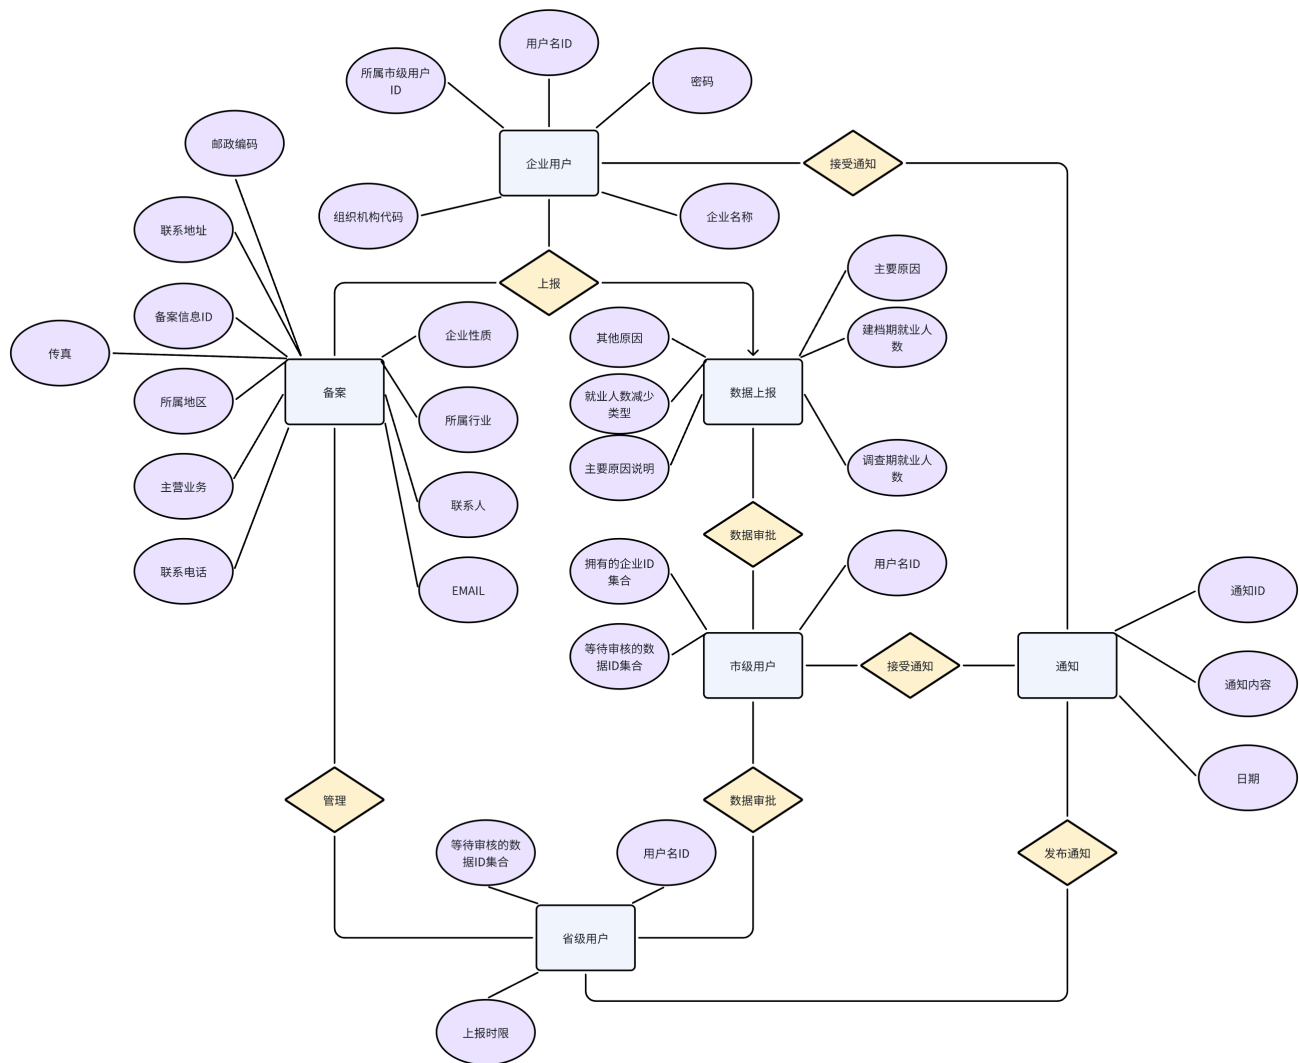 用户名ID
所属市级用户
ID
密码
邮政编码
企业用户
接受通知
组织机构代码
企业名称
联系地址
主要原因
上报
备案信息ID
企业性质
其他原因
建档期就业人
数
传真
备案
数据上报
所属地区
就业人数减少
类型
所属行业
主要原因说明
调查期就业人
数
主营业务
联系人
数据审批
联系电话
EMAIL
拥有的企业ID
集合
用户名ID
通知ID
等待审核的数
据ID集合
市级用户
接受通知
通知
通知内容
日期
管理
数据审批
等待审核的数
据ID集合
用户名ID
发布通知
省级用户
上报时限